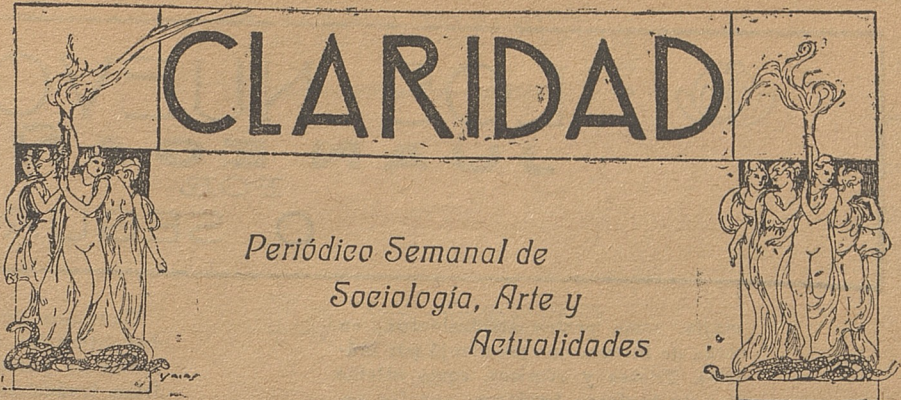 CLARIDAD
Periódico Semanal de
Sociología, Arte y
Actualidades